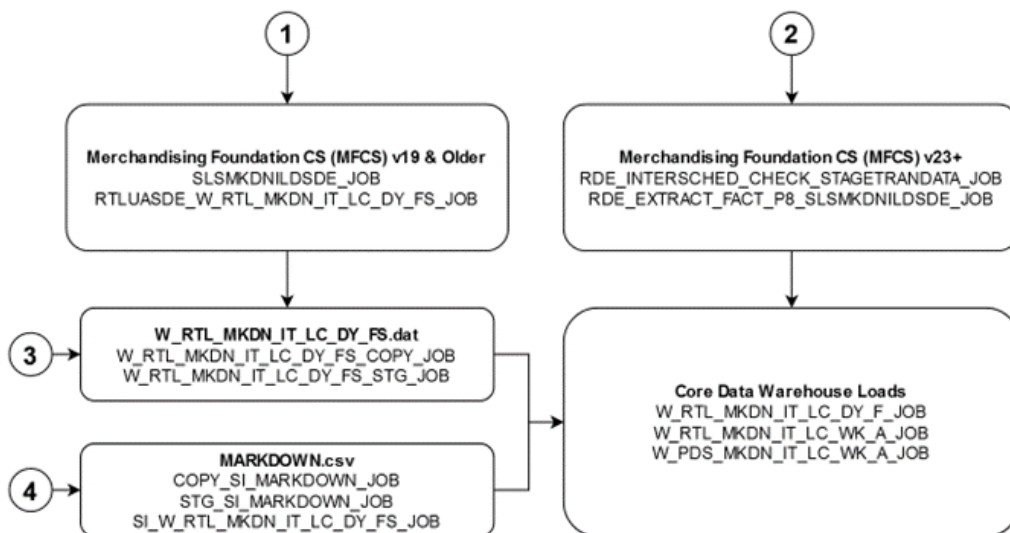 1
2
Merchandising Foundation CS (MFCS) v19 & Older
SLSMKDNILDSDE_JOB
RTLUASDE_W_RTL_MKDN_IT_LC_DY_FS_JOB
Merchandising Foundation CS (MFCS) v23+
RDE_INTERSCHED_CHECK_STAGETRANDATA_JOB
RDE_EXTRACT_FACT_P8_SLSMKDNILDSDE_JOB
3
W_RTL_MKDN_IT_LC_DY_FS.dat
W_RTL_MKDN_IT_LC_DY_FS_COPY_JOB
W_RTL_MKDN_IT_LC_DY_FS_STG_JOB
4
MARKDOWN.csv
COPY_SI_MARKDOWN_JOB
STG_SI_MARKDOWN_JOB
SI_W_RTL_MKDN_IT_LC_DY_FS_JOB
Core Data Warehouse Loads
W_RTL_MKDN_IT_LC_DY_F_JOB
W_RTL_MKDN_IT_LC_WK_A_JOB
W_PDS_MKDN_IT_LC_WK_A_JOB